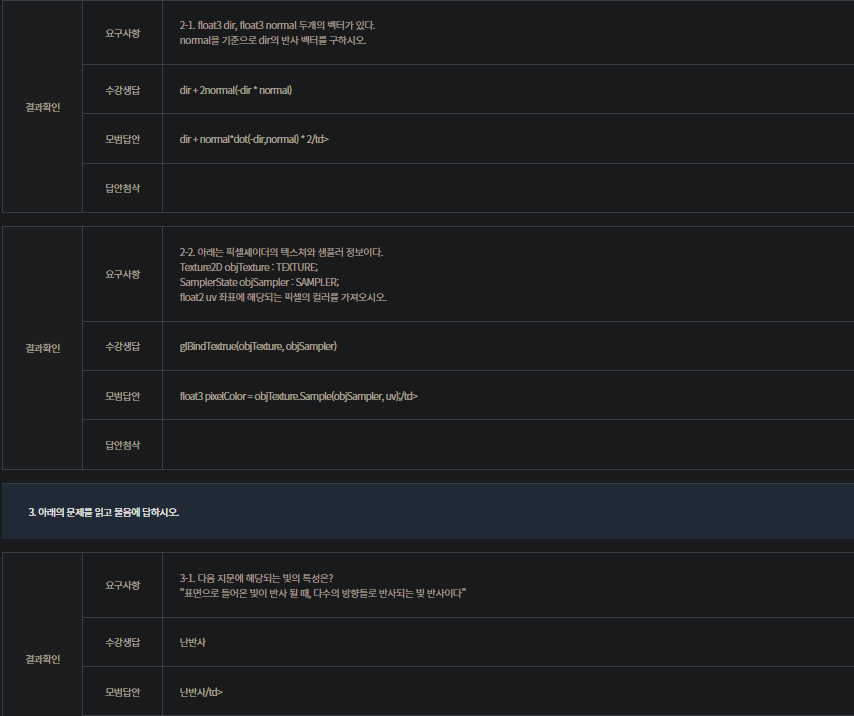 결과확인
요구사항
2-1. float3 dir, float3 normal 두개의 벡터가 있다.
normal을 기준으로 dir의 반사 벡터를 구하시오.
수강생답
dir + 2normal(-dir * normal)
모범답안
dir + normal*dot(-dir,normal) * 2/td>
답안첨삭
결과확인
요구사항
2-2. 아래는 픽셀셰이더의 텍스쳐와 샘플러 정보이다.
Texture2D objTexture : TEXTURE;
SamplerState objSampler : SAMPLER;
float2 uv 좌표에 해당되는 픽셀의 컬러를 가져오시오.
수강생답
glBindTextrue(objTexture, objSampler)
모범답안
float3 pixelColor = objTexture.Sample(objSampler, uv);/td>
답안첨삭
3. 아래의 문제를 읽고 물음에 답하시오.
결과확인
요구사항
3-1. 다음 지문에 해당되는 빛의 특성은?
"표면으로 들어온 빛이 반사 될 때, 다수의 방향들로 반사되는 빛 반사이다"
수강생답
난반사
모범답안
난반사/td>